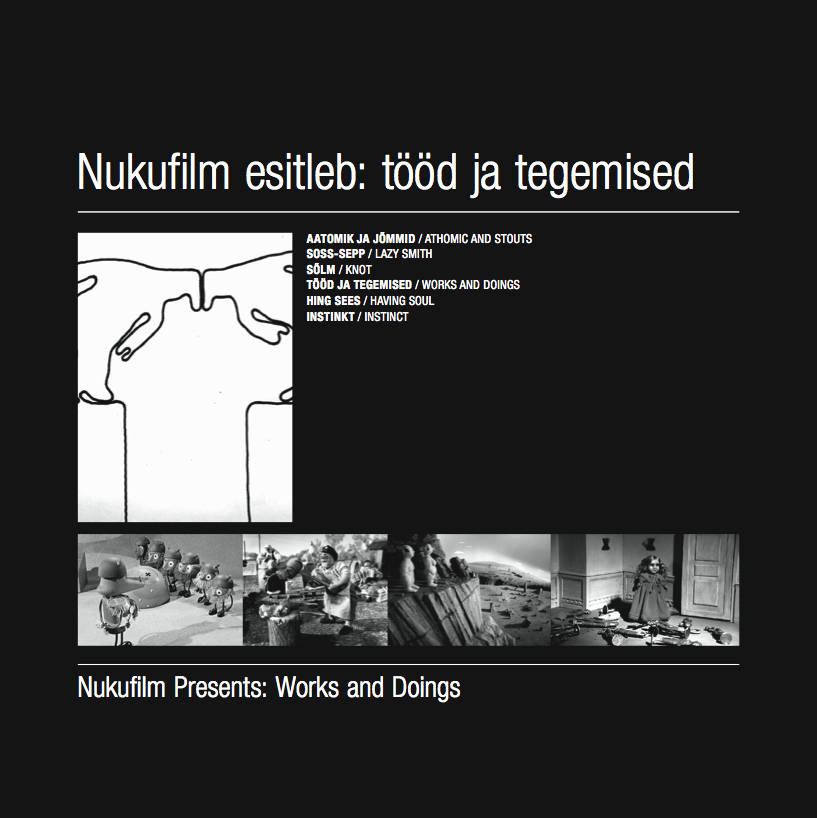 Nukufilm esitleb: tööd ja tegemised
AATOMIK JA JÕMMID / ATHOMIC AND STOUTS
SOSS-SEPP / LAZY SMITH
SÕLM / KNOT
TÖÖD JA TEGEMISED / WORKS AND DOINGS
HING SEES / HAVING SOUL
INSTINKT / INSTINCT
Nukufilm Presents: Works and Doings